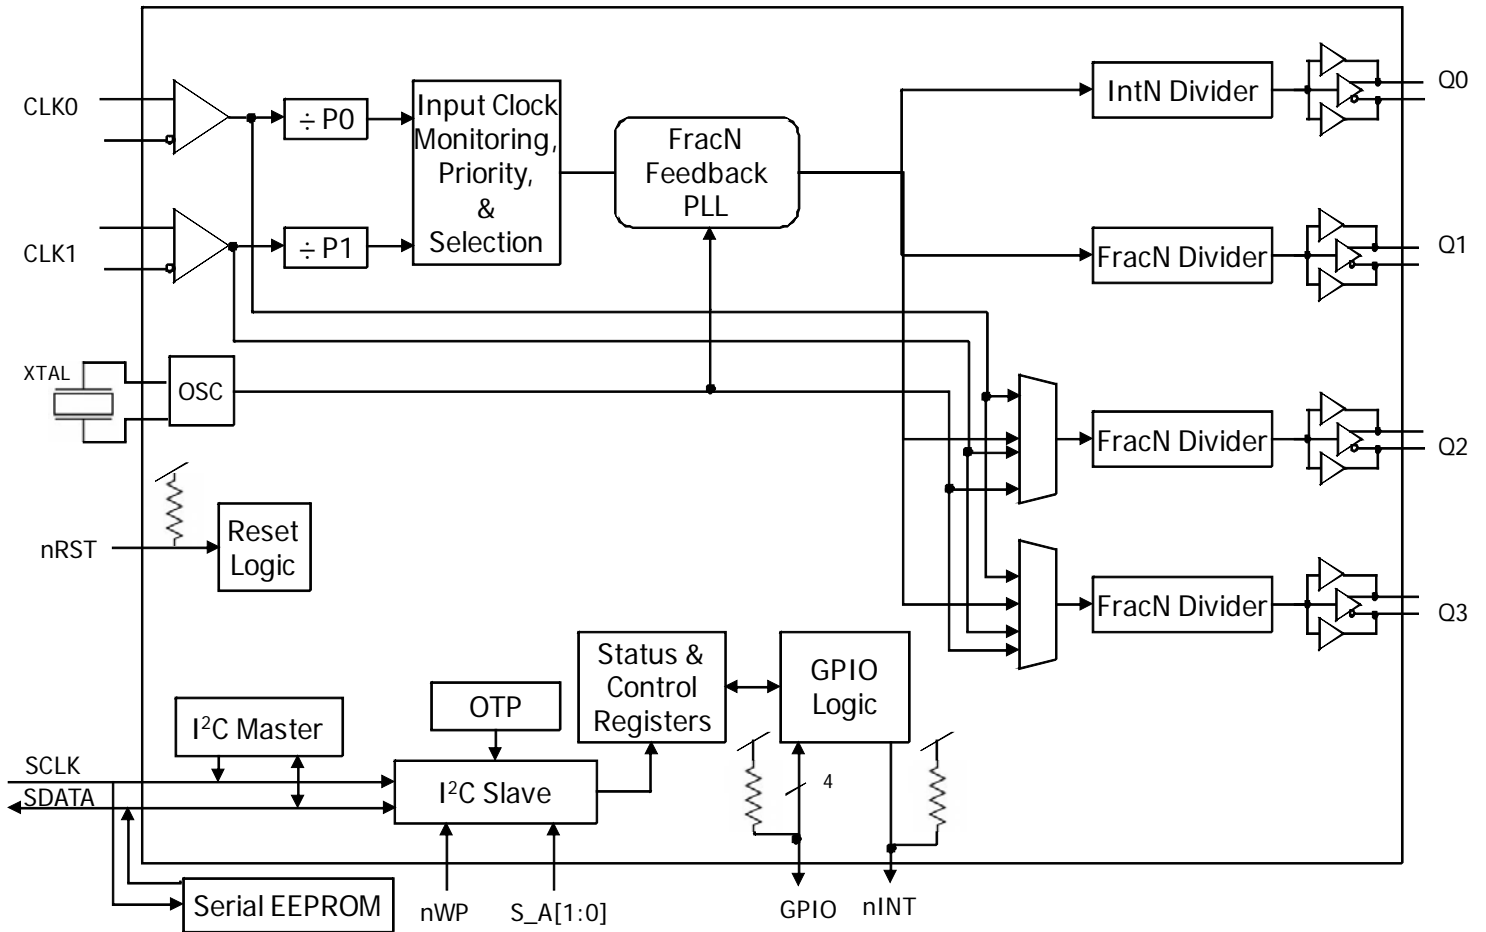 CLK0
÷ P0
Input Clock
Monitoring,
Priority,
&
Selection
FracN
Feedback
PLL
IntN Divider
Q0
CLK1
÷ P1
FracN Divider
Q1
XTAL
OSC
FracN Divider
Q2
nRST
Reset
Logic
FracN Divider
Q3
Status &
Control
Registers
GPIO
Logic
OTP
I²C Master
SCLK
SDATA
I²C Slave
4
Serial EEPROM
nWP
S_A[1:0]
GPIO
nINT